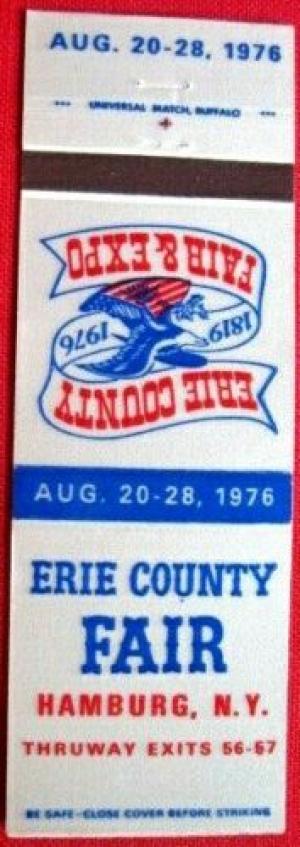 AUG. 20-28, 1976
UNIVERSAL MATCH, BUFFALO
ERIE COUNTY
1819 1976
FAIR & EXPO
AUG. 20-28, 1976
ERIE COUNTY
FAIR
HAMBURG, N.Y.
THRUWAY EXITS 56-57
BE SAFE-CLOSE COVER BEFORE STRIKING